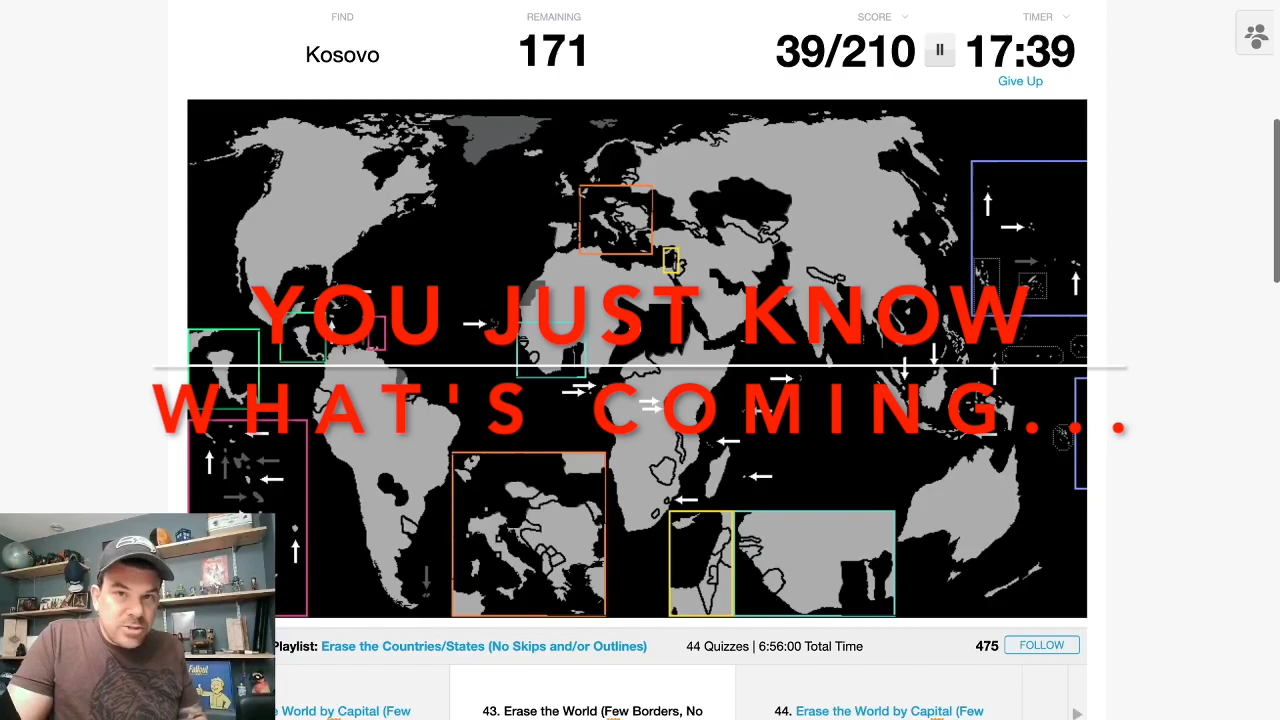 FIND
REMAINING
SCORE
TIMER
Kosovo
171
39/210
17:39
Give Up
YOU JUST KNOW
WHAT'S COMING...
Playlist: Erase the Countries/States (No Skips and/or Outlines)
44 Quizzes | 6:56:00 Total Time
475
FOLLOW
World by Capital (Few
43. Erase the World (Few Borders, No
44. Erase the World by Capital (Few
Fallout